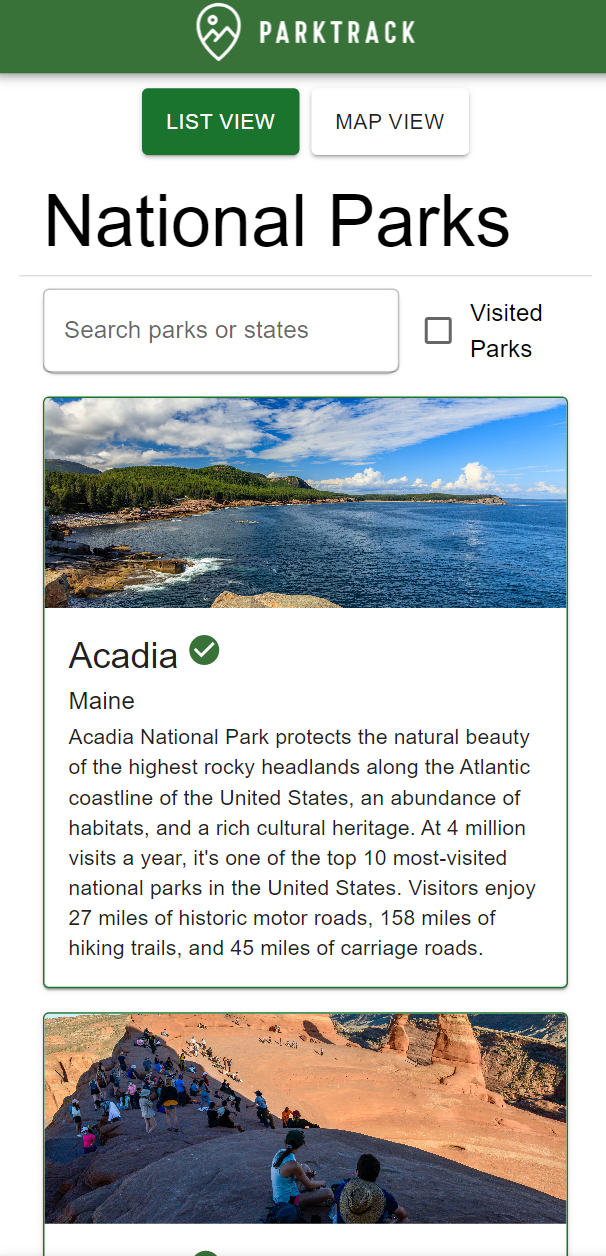 PARKTRACK
LIST VIEW
MAP VIEW
National Parks
Search parks or states
Visited
Parks
Acadia
Maine
Acadia National Park protects the natural beauty
of the highest rocky headlands along the Atlantic
coastline of the United States, an abundance of
habitats, and a rich cultural heritage. At 4 million
visits a year, it's one of the top 10 most-visited
national parks in the United States. Visitors enjoy
27 miles of historic motor roads, 158 miles of
hiking trails, and 45 miles of carriage roads.